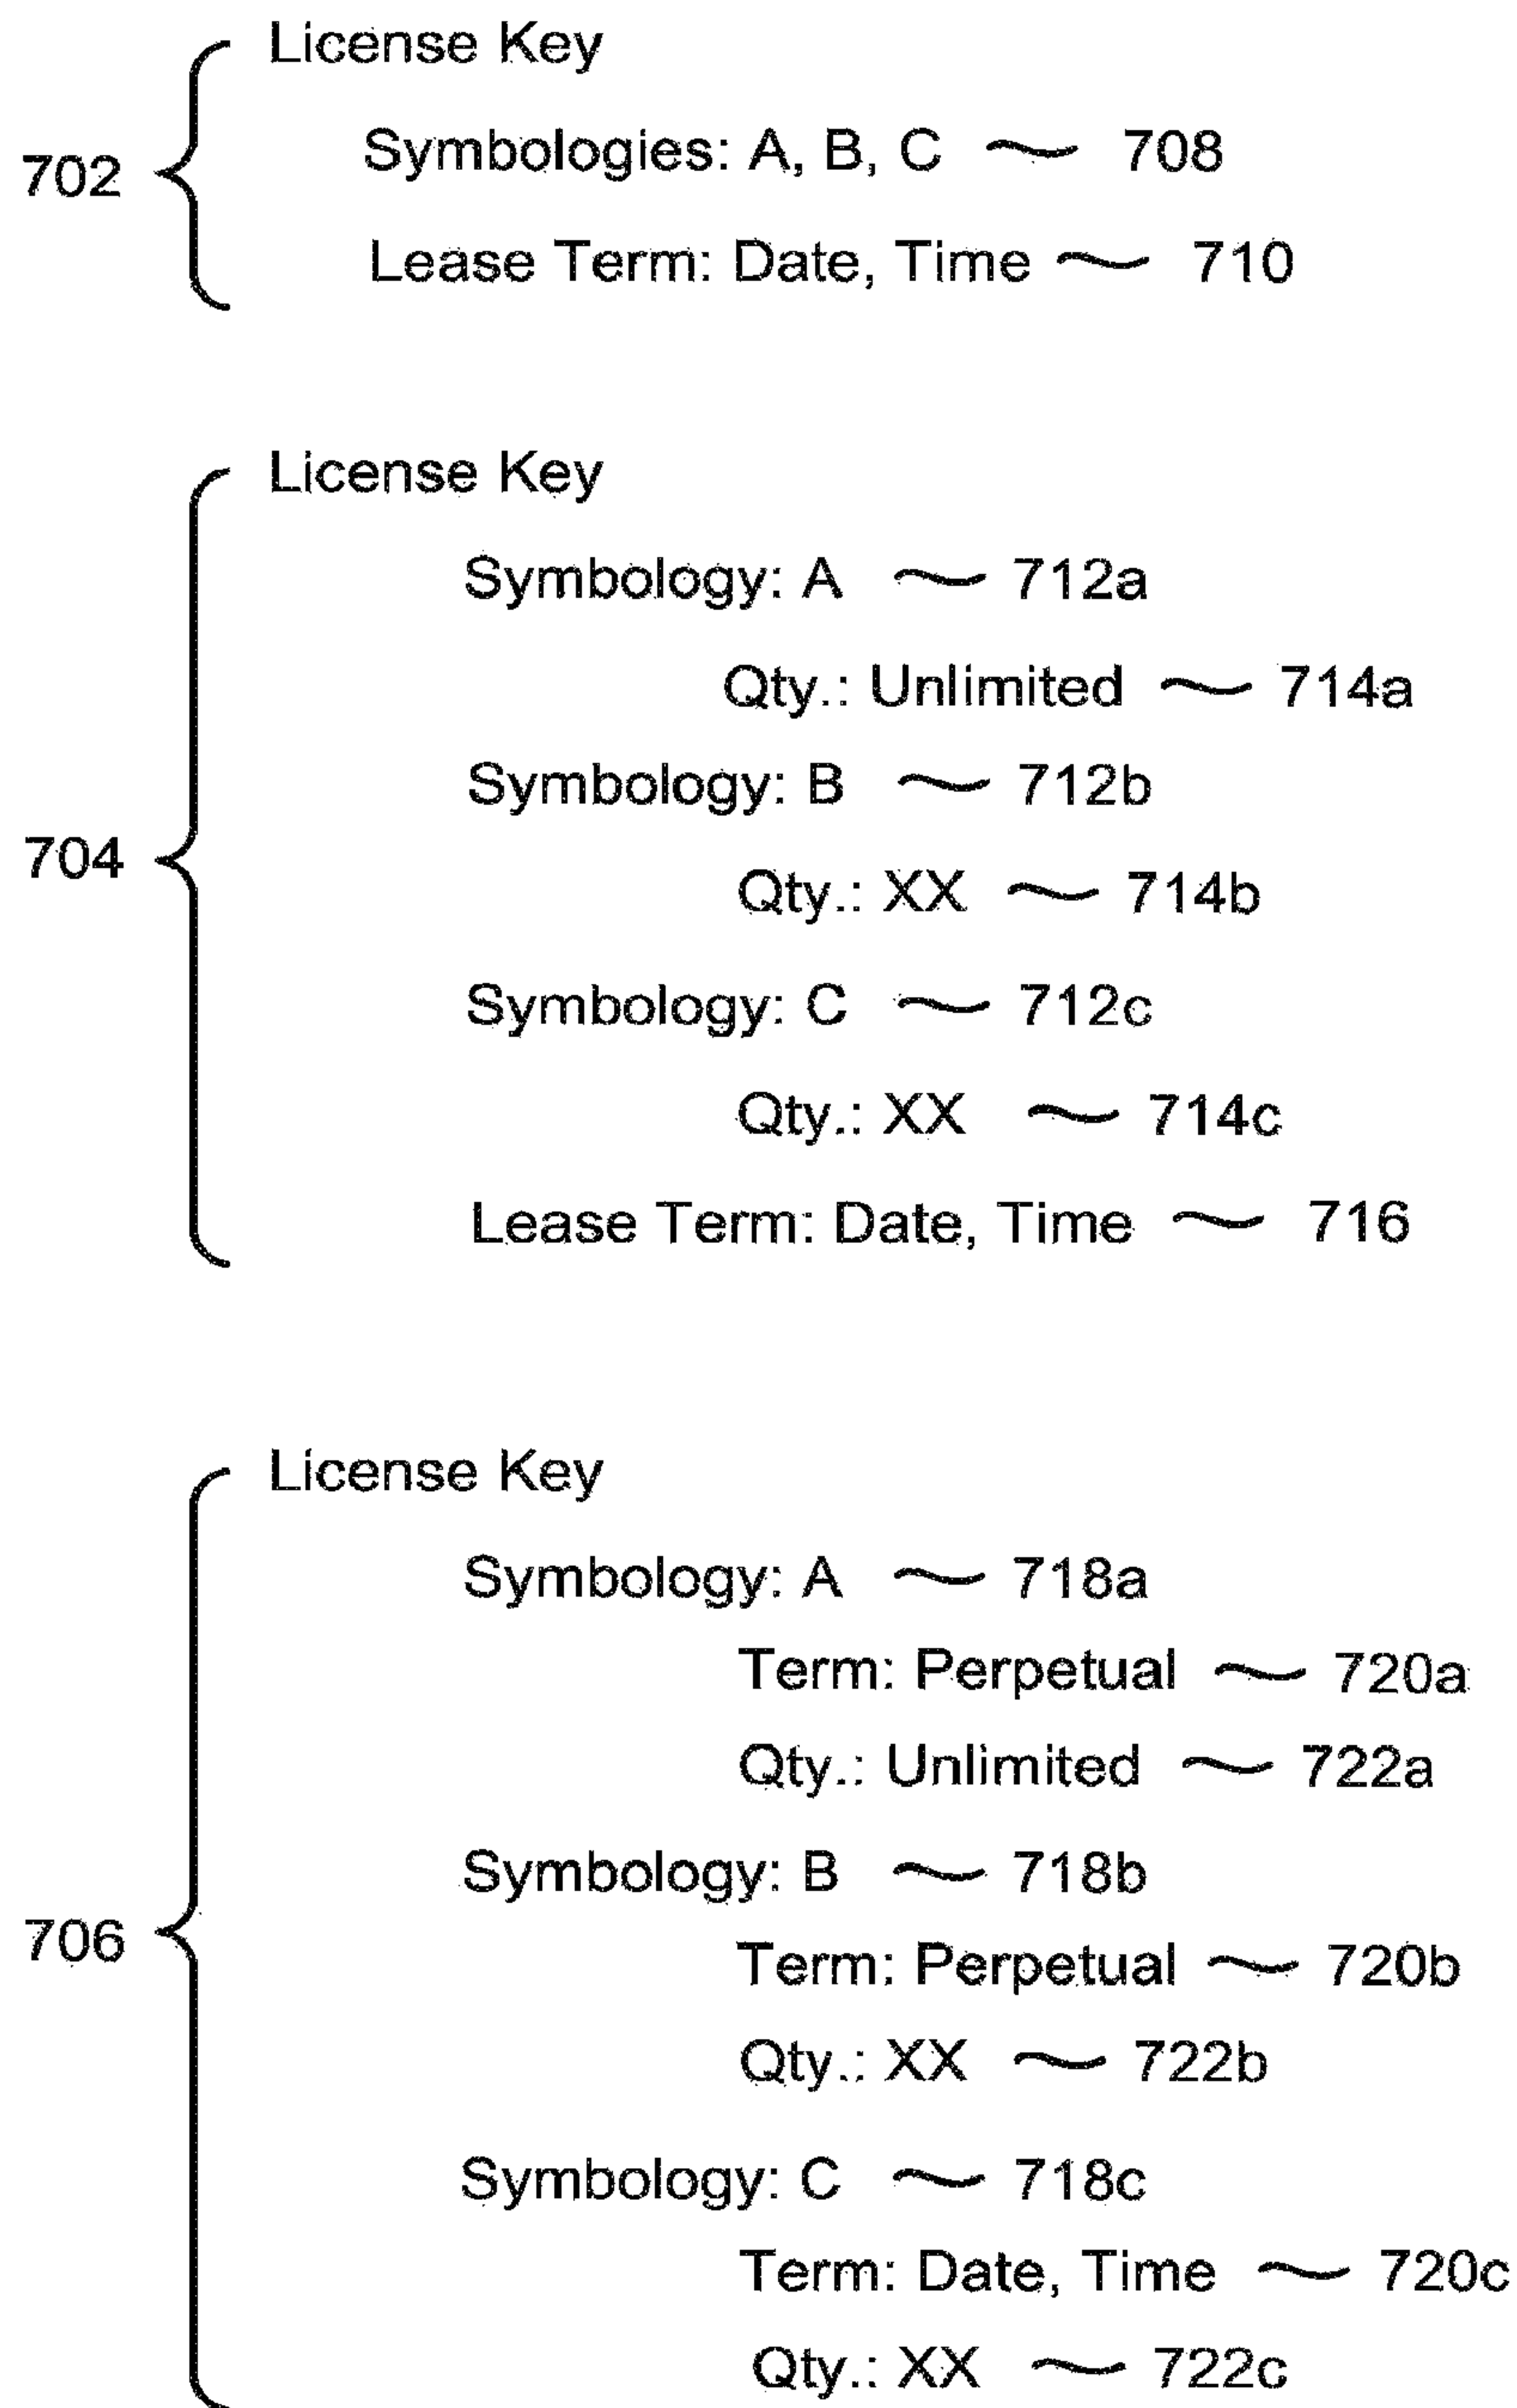 License Key
Symbologies: A, B, C 708
702
Lease Term: Date, Time 710
License Key
Symbology: A 712a
Qty.: Unlimited 714a
Symbology: B 712b
704
Qty.: XX 714b
Symbology: C 712c
Qty.: XX 714c
Lease Term: Date, Time 716
License Key
Symbology: A 718a
Term: Perpetual 720a
Qty.: Unlimited 722a
Symbology: B 718b
706
Term: Perpetual 720b
Qty.: XX 722b
Symbology: C 718c
Term: Date, Time 720c
Qty.: XX 722c